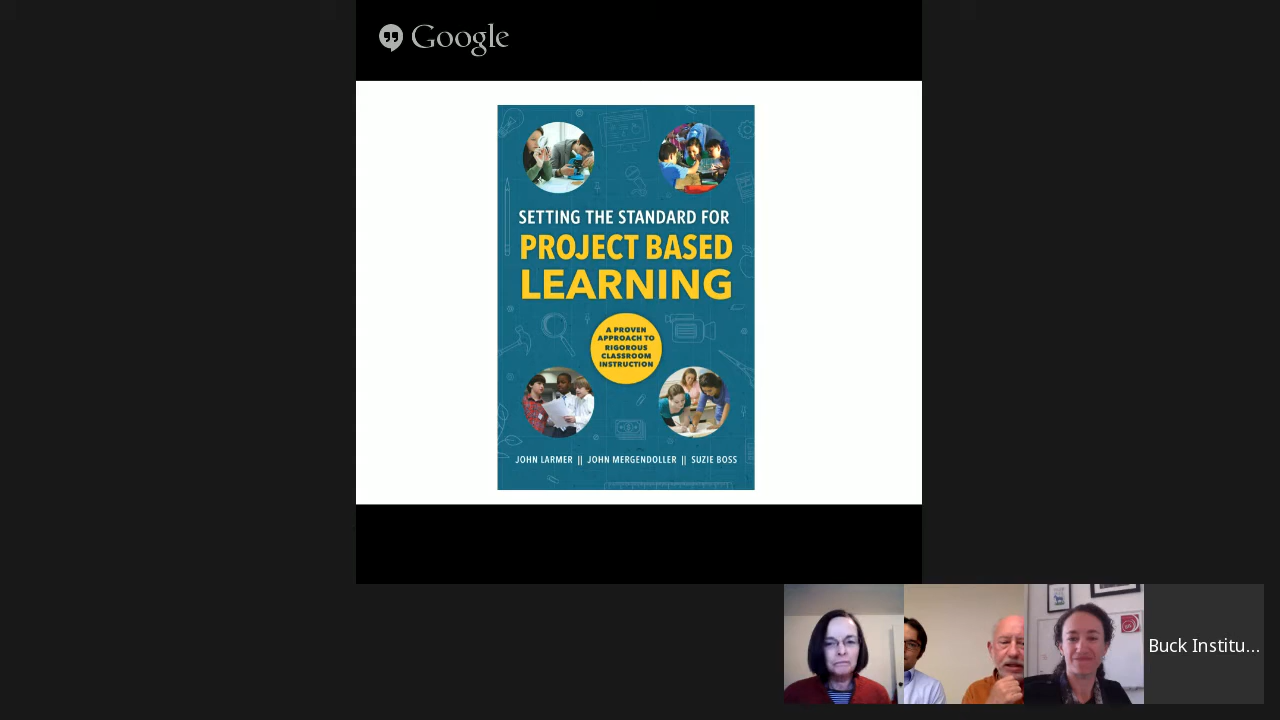 Google
SETTING THE STANDARD FOR
PROJECT BASED
LEARNING
A PROVEN
APPROACH TO
RIGOROUS
CLASSROOM
INSTRUCTION
JOHN LARMER || JOHN MERGENDOLLER || SUZIE BOSS
Buck Institu...